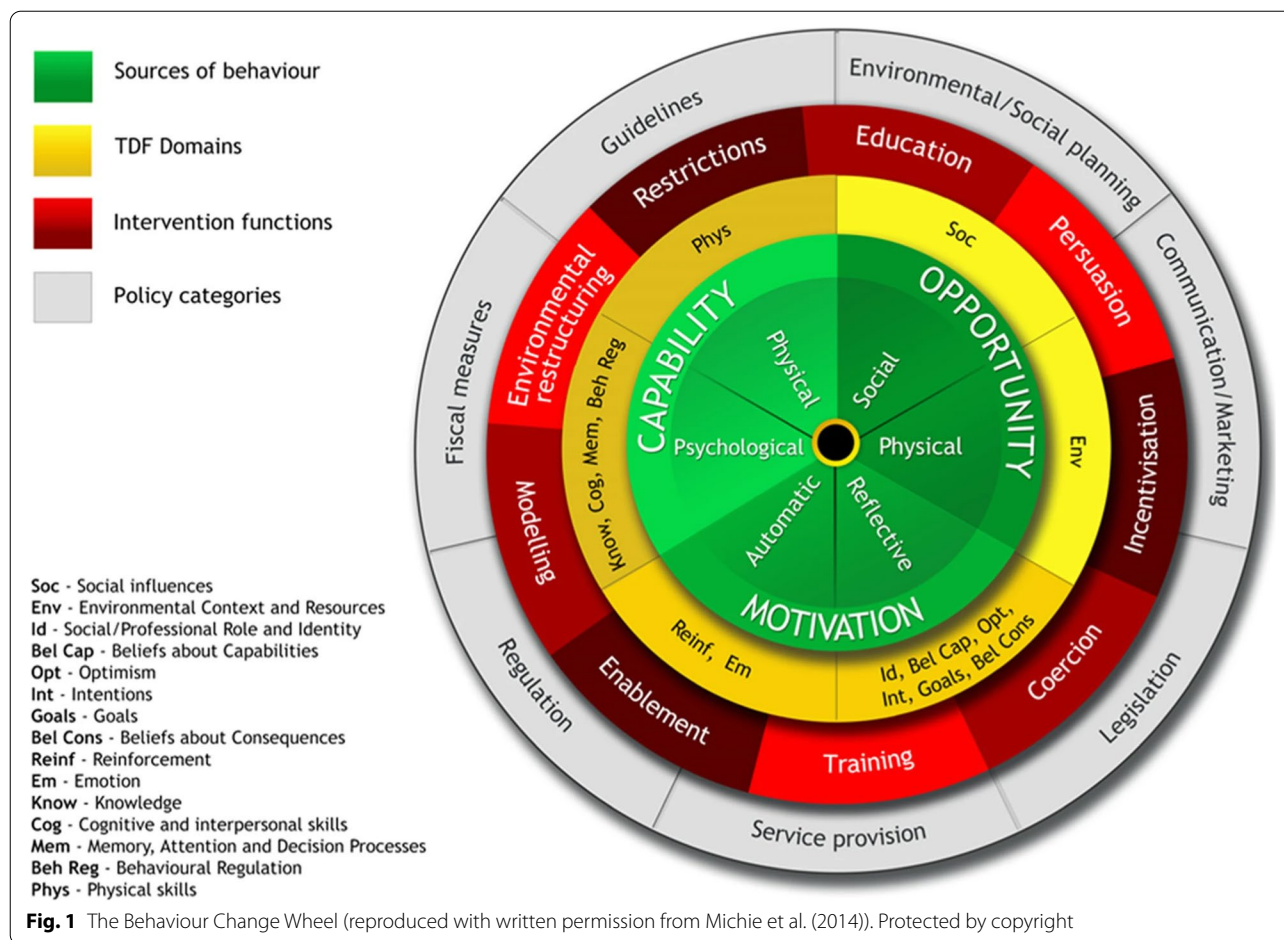 Sources of behaviour
TDF Domains
Intervention functions
Policy categories
Guidelines
Environmental/Social planning
Communication/Marketing
Legislation
Service provision
Regulation
Fiscal measures
Restrictions
Education
Persuasion
Incentivisation
Coercion
Training
Enablement
Modelling
Environmental
restructuring
Phys
Soc
Env
Id, Bel Cap, Opt,
Int, Goals, Bel Cons
Reinf, Em
Know, Cog, Mem, Beh Reg
CAPABILITY
OPPORTUNITY
MOTIVATION
Physical
Social
Physical
Reflective
Automatic
Psychological
Soc - Social influences
Env - Environmental Context and Resources
Id - Social/Professional Role and Identity
Bel Cap - Beliefs about Capabilities
Opt - Optimism
Int - Intentions
Goals - Goals
Bel Cons - Beliefs about Consequences
Reinf - Reinforcement
Em - Emotion
Know - Knowledge
Cog - Cognitive and interpersonal skills
Mem - Memory, Attention and Decision Processes
Beh Reg - Behavioural Regulation
Phys - Physical skills
Fig. 1 The Behaviour Change Wheel (reproduced with written permission from Michie et al. (2014)). Protected by copyright